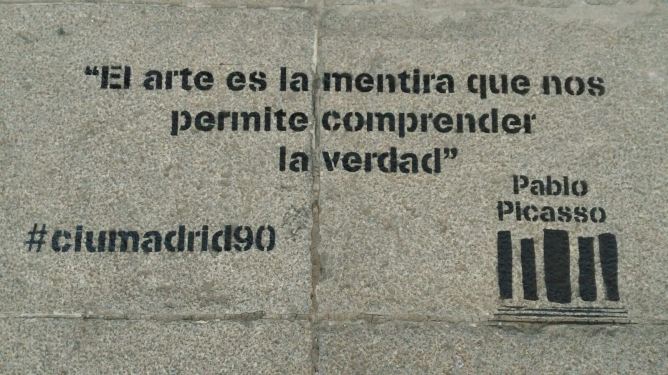 “El arte es la mentira que nos
permite comprender
la verdad”
Pablo
Picasso
#ciumadrid90